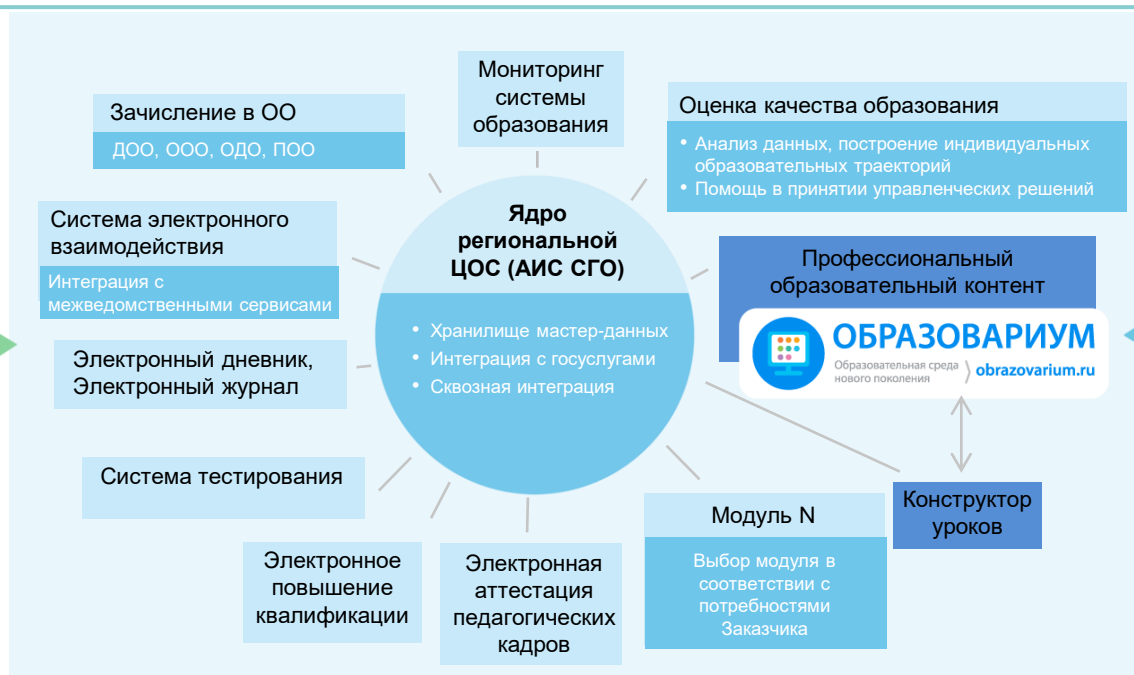 Мониторинг
системы
образования
Зачисление в ОО
ДОО, ООО, ОДО, ПОО
Оценка качества образования
• Анализ данных, построение индивидуальных
образовательных траекторий
• Помощь в принятии управленческих решений
Система электронного
взаимодействия
Интеграция с
межведомственными сервисами
Ядро
региональной
ЦОС (АИС СГО)
• Хранилище мастер-данных
• Интеграция с госуслугами
• Сквозная интеграция
Профессиональный
образовательный контент
ОБРАЗОВАРИУМ
Образовательная среда
нового поколения
obrazovarium.ru
Электронный дневник,
Электронный журнал
Система тестирования
Электронное
повышение
квалификации
Электронная
аттестация
педагогических
кадров
Модуль N
Выбор модуля в
соответствии с
потребностями
Заказчика
Конструктор
уроков